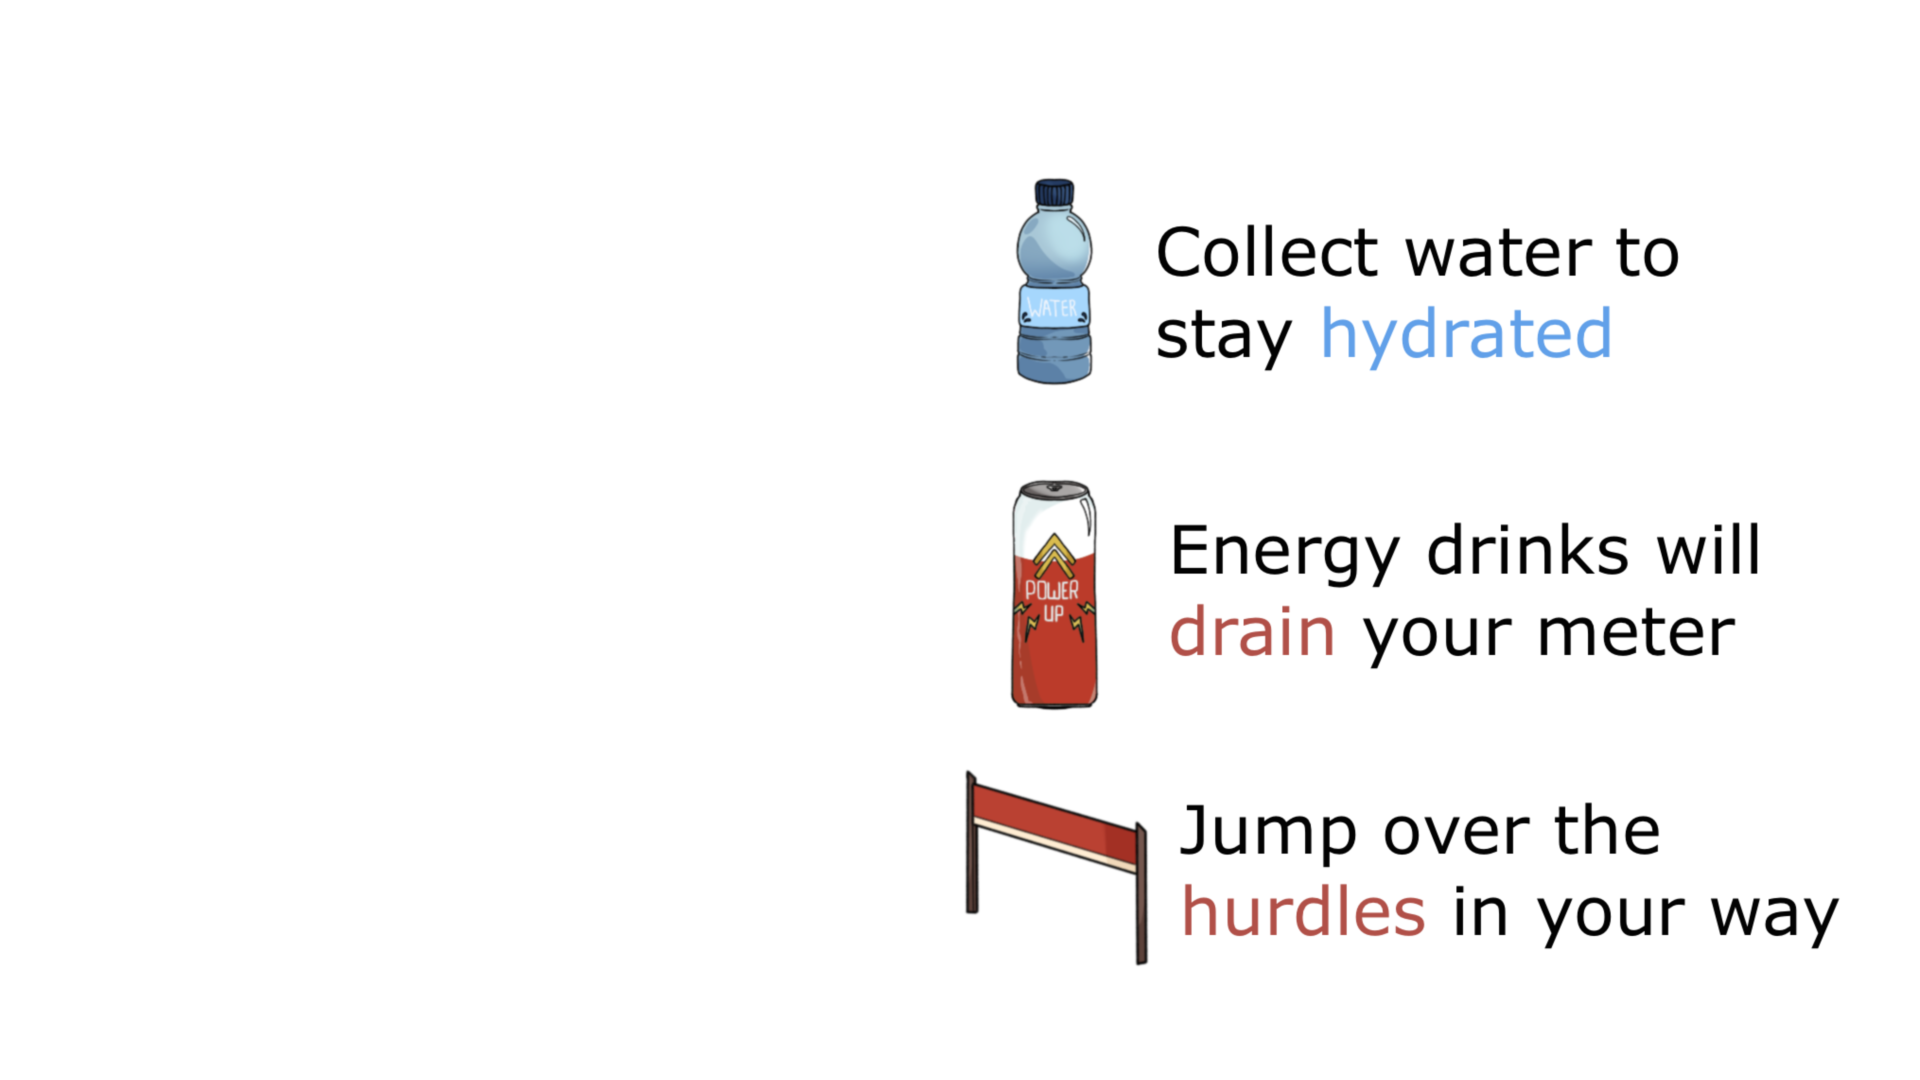 Collect water to
stay hydrated
WATER
Energy drinks will
drain your meter
POWER
UP
Jump over the
hurdles in your way